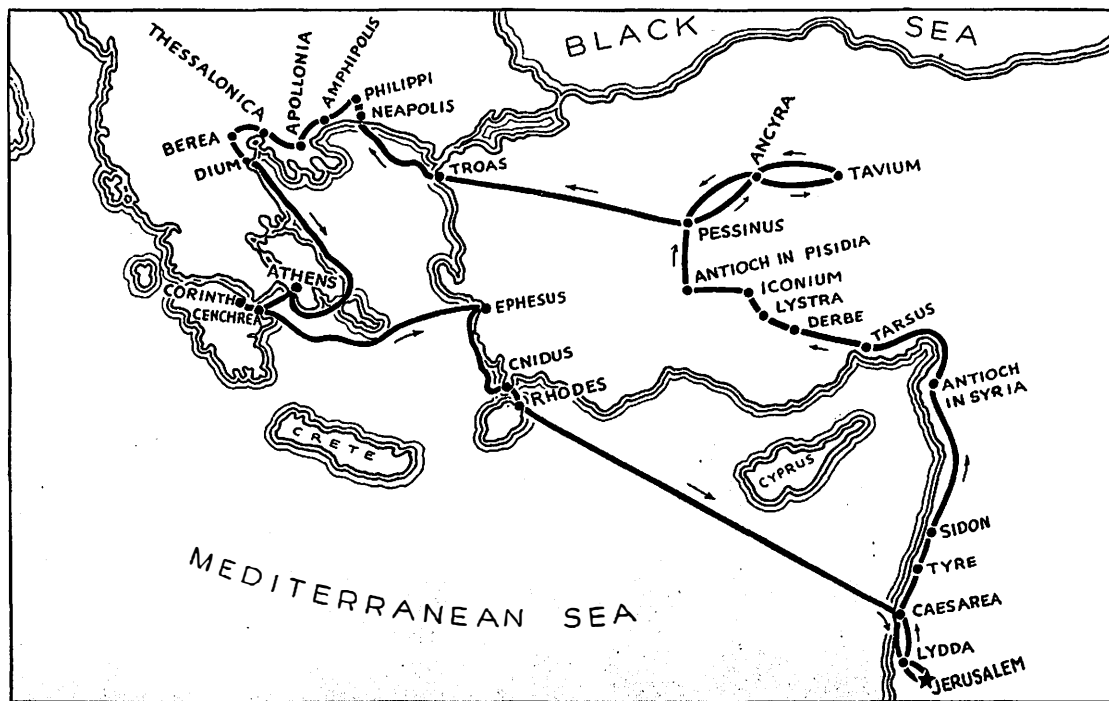 BLACK SEA
THESSALONICA
APOLLONIA
AMPHIPOLIS
PHILIPPI
NEAPOLIS
BEREA
DIUM
TROAS
ANCYRA
TAVIUM
PESSINUS
ANTIOCH IN PISIDIA
ICONIUM
LYSTRA
DERBE
TARSUS
ATHENS
CORINTH
CENCHREA
EPHESUS
CNIDUS
RHODES
ANTIOCH
IN SYRIA
CRETE
CYPRUS
SIDON
TYRE
MEDITERRANEAN SEA
CAESAREA
LYDDA
JERUSALEM